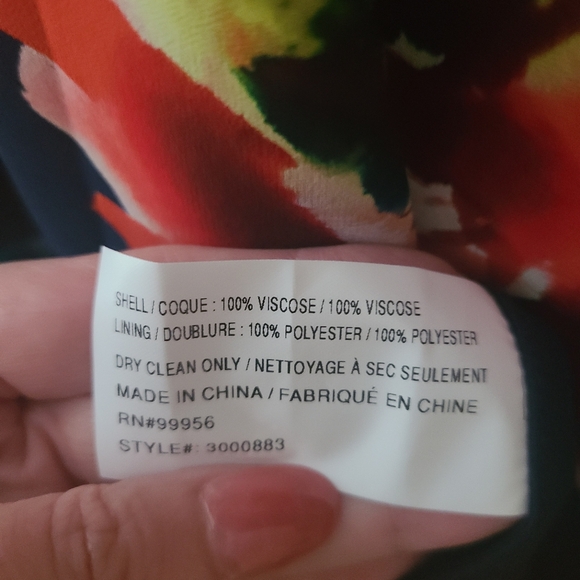 SHELL / COQUE : 100% VISCOSE / 100% VISCOSE
LINING / DOUBLURE : 100% POLYESTER / 100% POLYESTER
DRY CLEAN ONLY / NETTOYAGE À SEC SEULEMENT
MADE IN CHINA / FABRIQUÉ EN CHINE
RN#99956
STYLE#: 3000883